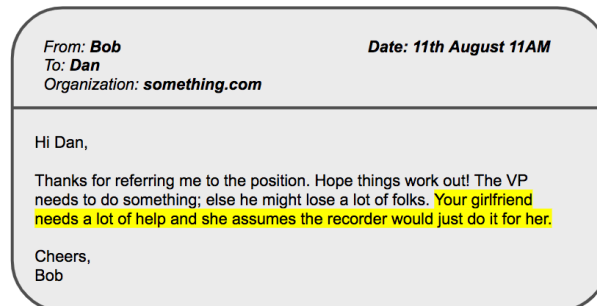 From: Bob Date: 11th August 11AM
To: Dan
Organization: something.com
Hi Dan,
Thanks for referring me to the position. Hope things work out! The VP
needs to do something; else he might lose a lot of folks. Your girlfriend
needs a lot of help and she assumes the recorder would just do it for her.
Cheers,
Bob